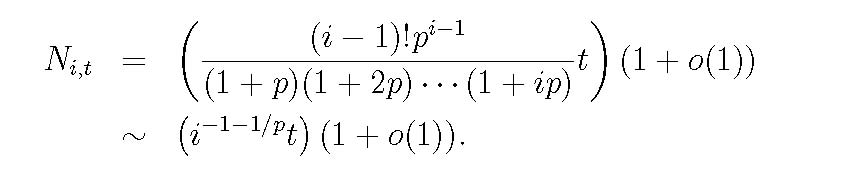 $N_{i,t} = \left( \frac{(i-1)!p^{i-1}}{(1+p)(1+2p)\cdots(1+ip)} t \right) (1+o(1))$
$\sim \left( i^{-1-1/p} t \right) (1+o(1)).$